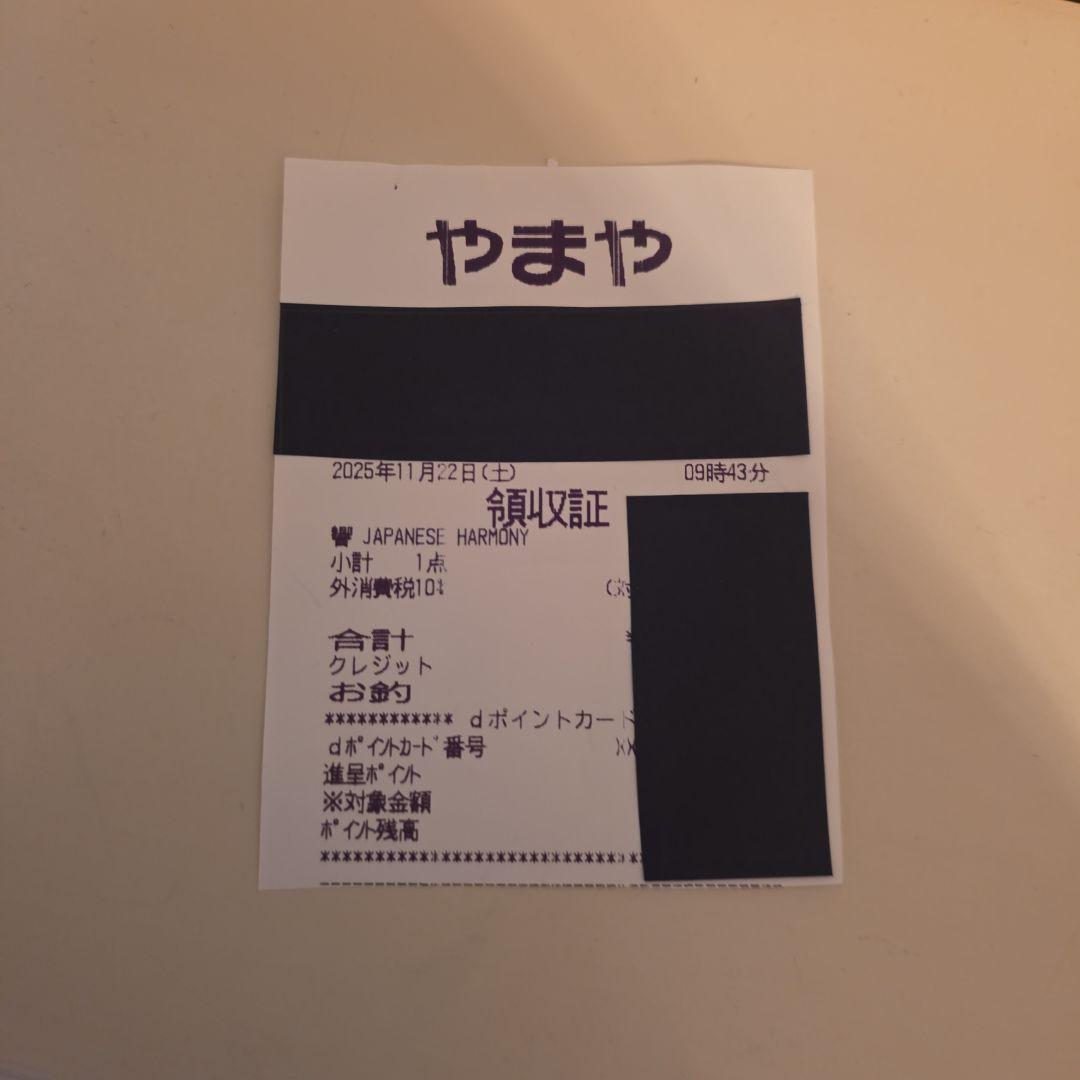 やまや
2025年11月22日(土) 09時43分
領収証
響 JAPANESE HARMONY
小計 1点
外消費税10%
合計
クレジット
お釣
************ dポイントカード
dポイントカード番号
進呈ポイント
※対象金額
ポイント残高